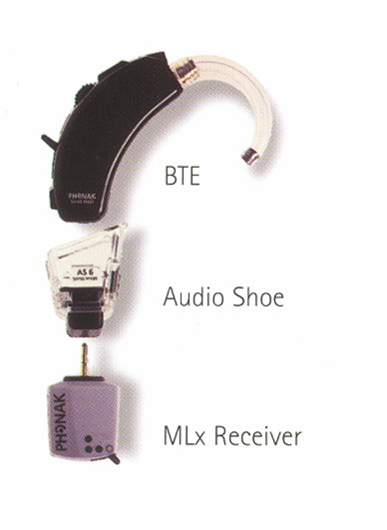 PHONAK
BTE
AS 6
Audio Shoe
PHONAK
MLx Receiver